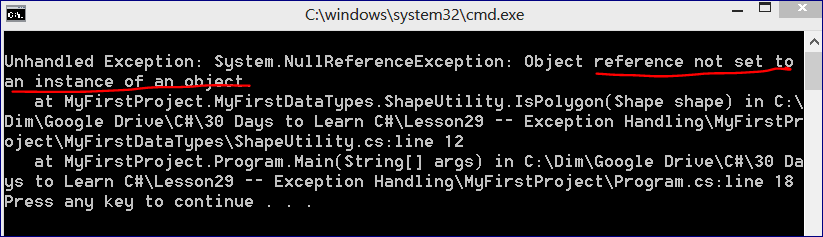 C:\windows\system32\cmd.exe
Unhandled Exception: System.NullReferenceException: Object reference not set to
an instance of an object.
   at MyFirstProject.MyFirstDataTypes.ShapeUtility.IsPolygon(Shape shape) in C:\
Dim\Google Drive\C#\30 Days to Learn C#\Lesson29 -- Exception Handling\MyFirstPr
oject\MyFirstDataTypes\ShapeUtility.cs:line 12
   at MyFirstProject.Program.Main(String[] args) in C:\Dim\Google Drive\C#\30 Da
ys to Learn C#\Lesson29 -- Exception Handling\MyFirstProject\Program.cs:line 18
Press any key to continue . . .